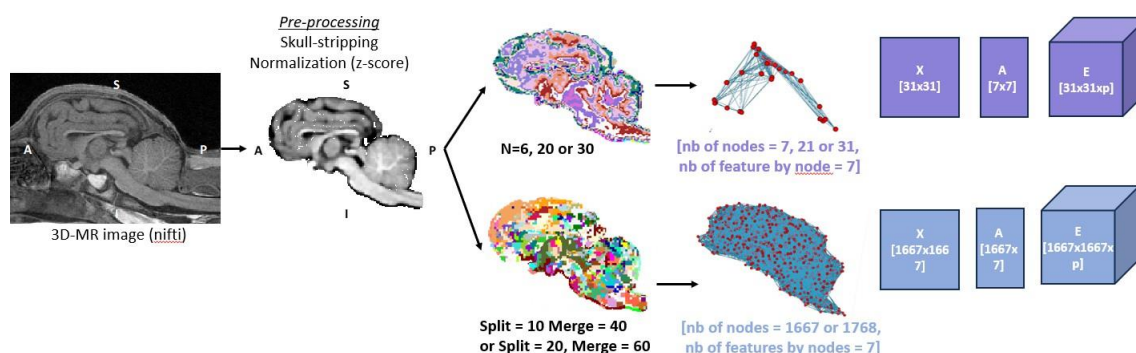 Pre-processing
Skull-stripping
Normalization (z-score)
S
A
P
3D-MR image (nifti)
S
A
P
I
N=6, 20 or 30
[nb of nodes = 7, 21 or 31,
nb of feature by node = 7]
X
[31x31]
A
[7x7]
E
[31x31xp]
Split = 10 Merge = 40
or Split = 20, Merge = 60
[nb of nodes = 1667 or 1768,
nb of features by nodes = 7]
X
[1667x166
7]
A
[1667x
7]
E
[1667x1667x
p]